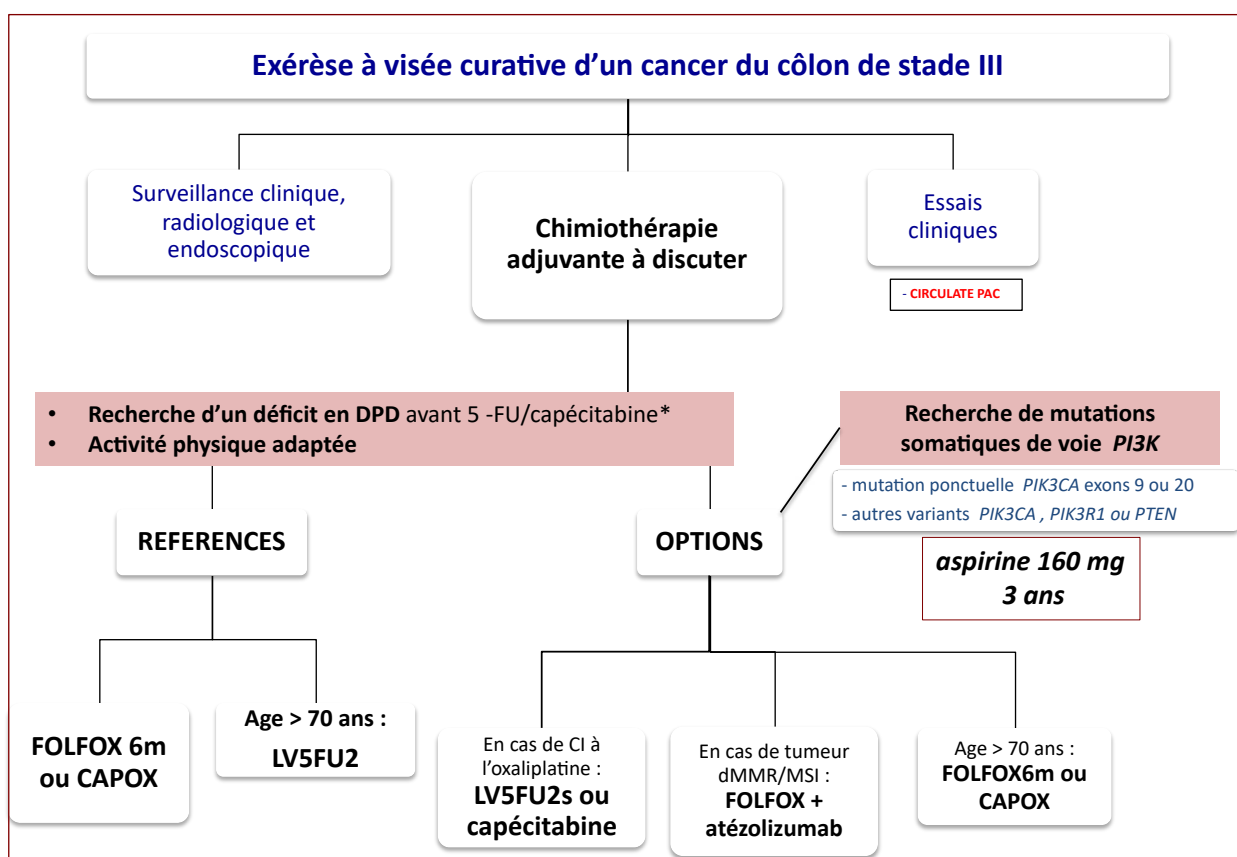 Exérèse à visée curative d’un cancer du côlon de stade III
Surveillance clinique,
radiologique et
endoscopique
Chimiothérapie
adjuvante à discuter
Essais
cliniques
- CIRCULATE PAC
• Recherche d’un déficit en DPD avant 5 -FU/capécitabine*
• Activité physique adaptée
Recherche de mutations
somatiques de voie PI3K
- mutation ponctuelle PIK3CA exons 9 ou 20
- autres variants PIK3CA , PIK3R1 ou PTEN
aspirine 160 mg
3 ans
REFERENCES
OPTIONS
FOLFOX 6m
ou CAPOX
Age > 70 ans :
LV5FU2
En cas de CI à
l’oxaliplatine :
LV5FU2s ou
capécitabine
En cas de tumeur
dMMR/MSI :
FOLFOX +
atézolizumab
Age > 70 ans :
FOLFOX6m ou
CAPOX